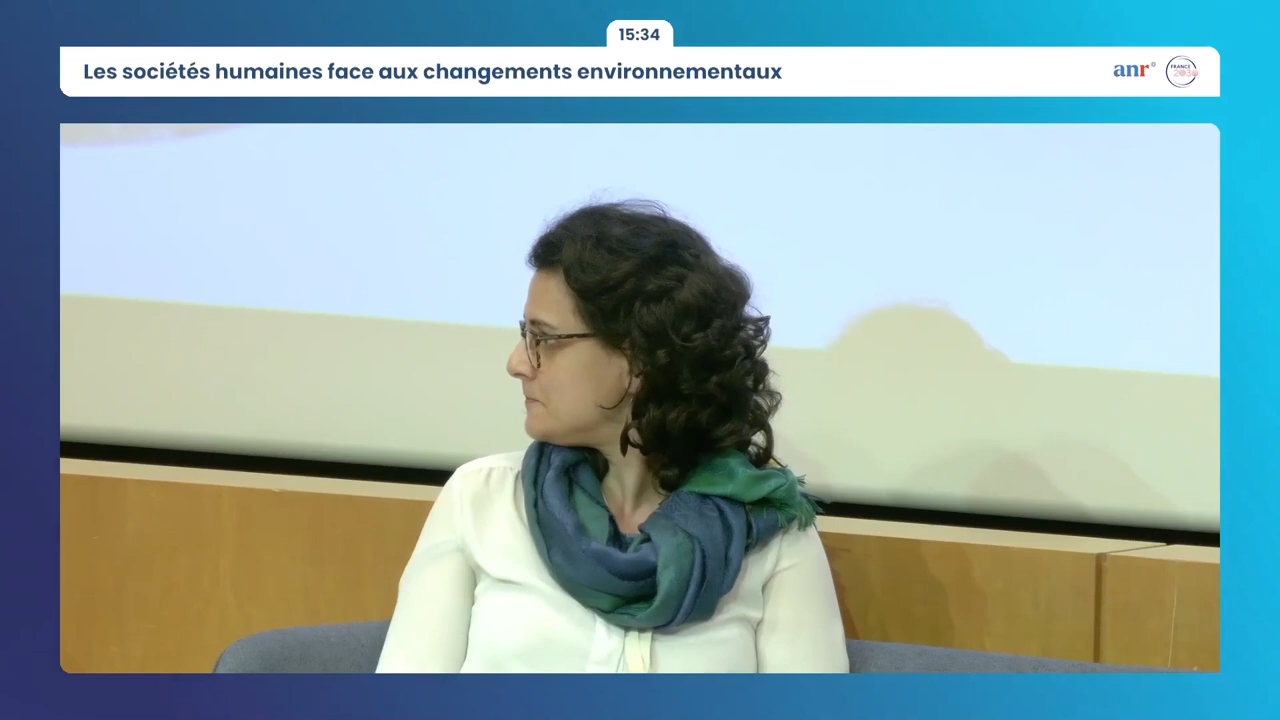 15:34
Les sociétés humaines face aux changements environnementaux
anr
FRANCE
2030